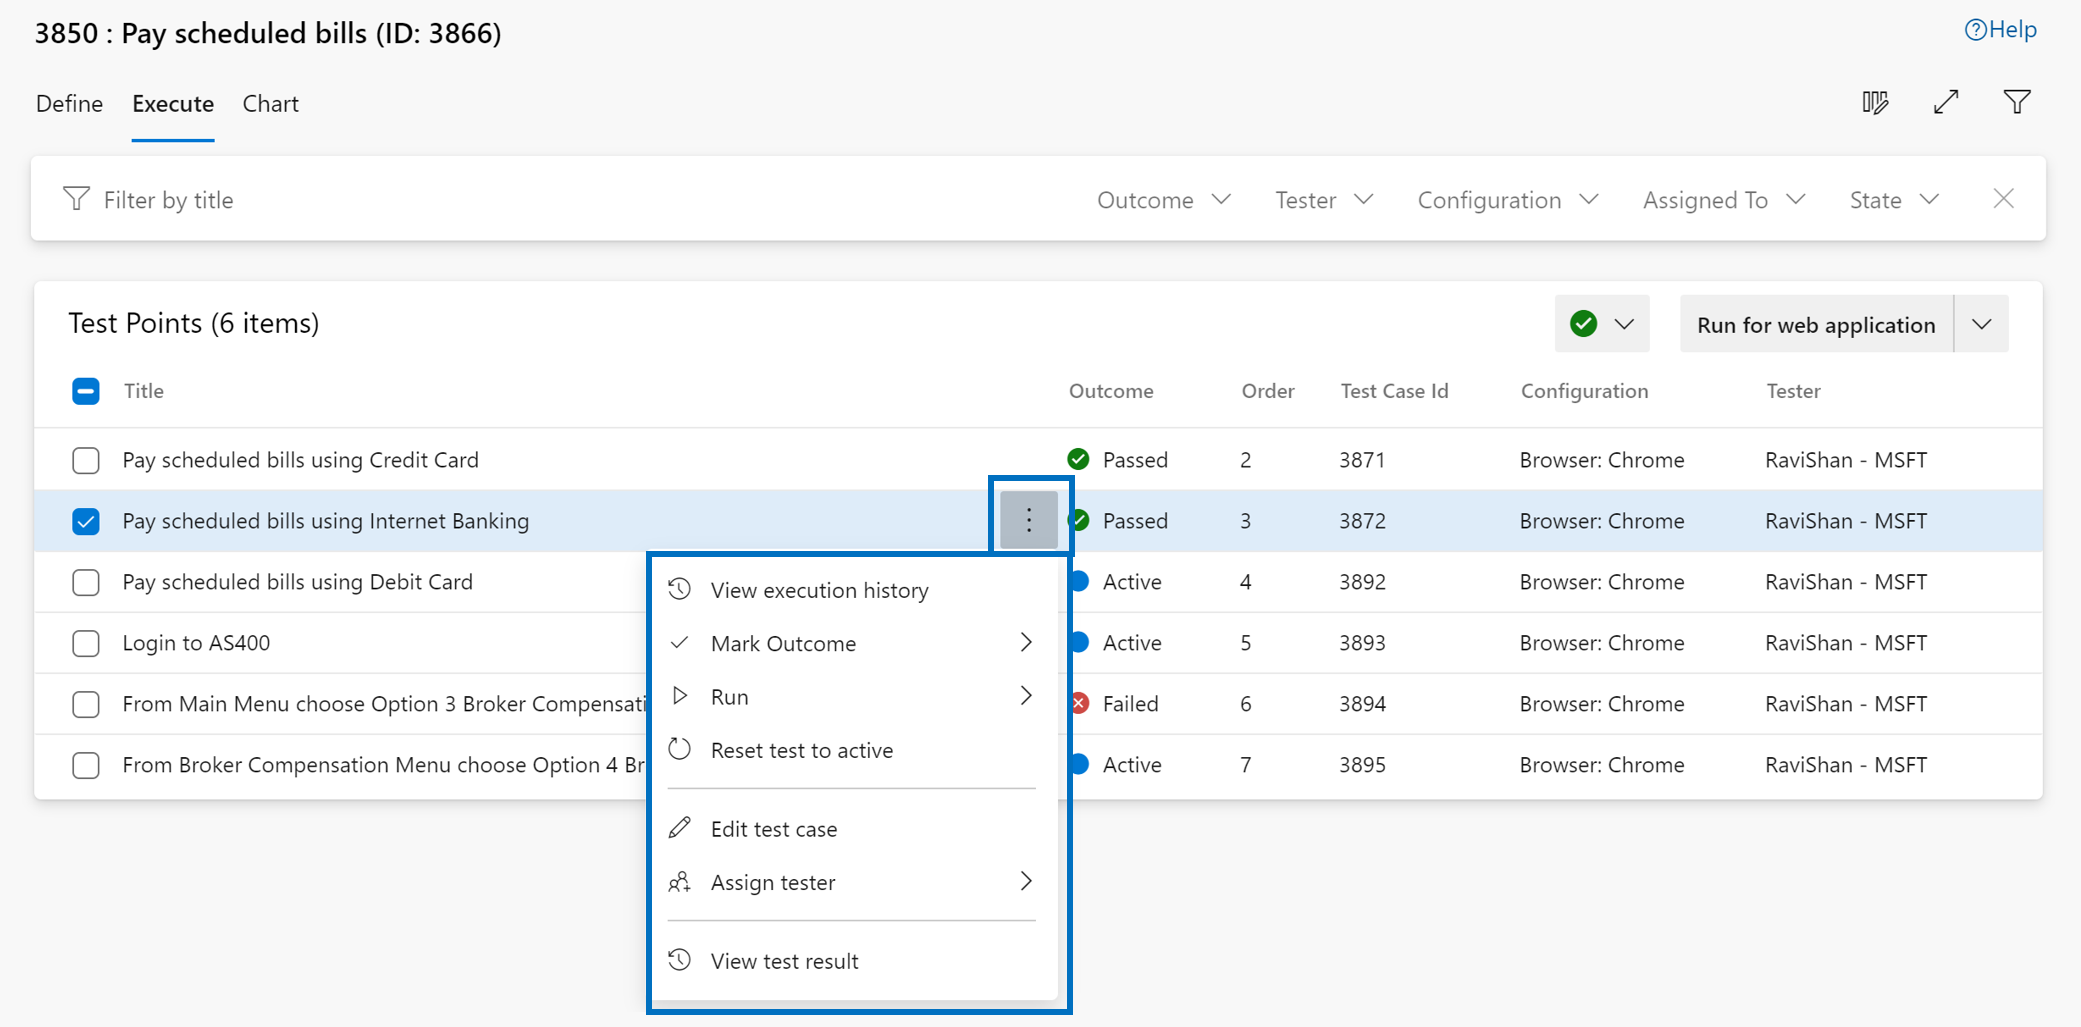 3850 : Pay scheduled bills (ID: 3866)
Help
Define Execute Chart
Filter by title Outcome Tester Configuration Assigned To State
Test Points (6 items) Run for web application
Title Outcome Order Test Case Id Configuration Tester
Pay scheduled bills using Credit Card Passed 2 3871 Browser: Chrome RaviShan - MSFT
Pay scheduled bills using Internet Banking Passed 3 3872 Browser: Chrome RaviShan - MSFT
Pay scheduled bills using Debit Card Active 4 3892 Browser: Chrome RaviShan - MSFT
Login to AS400 Active 5 3893 Browser: Chrome RaviShan - MSFT
From Main Menu choose Option 3 Broker Compensati Failed 6 3894 Browser: Chrome RaviShan - MSFT
From Broker Compensation Menu choose Option 4 Br Active 7 3895 Browser: Chrome RaviShan - MSFT
View execution history
Mark Outcome
Run
Reset test to active
Edit test case
Assign tester
View test result